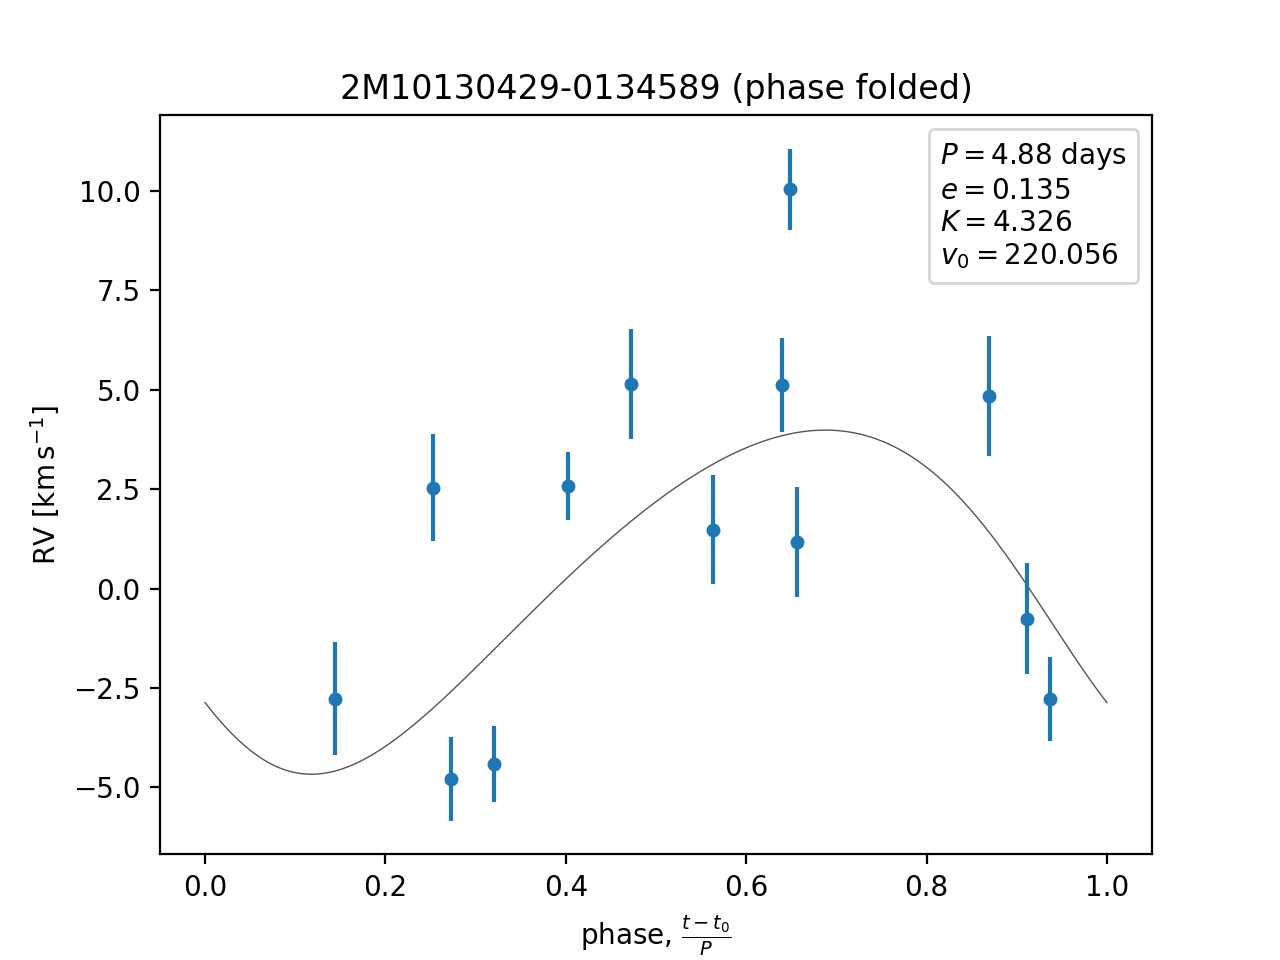 2M10130429-0134589 (phase folded)
P = 4.88 days
e = 0.135
K = 4.326
v₀ = 220.056
10.0
7.5
5.0
2.5
0.0
−2.5
−5.0
RV [km s⁻¹]
0.0 0.2 0.4 0.6 0.8 1.0
phase, (t − t₀)/P